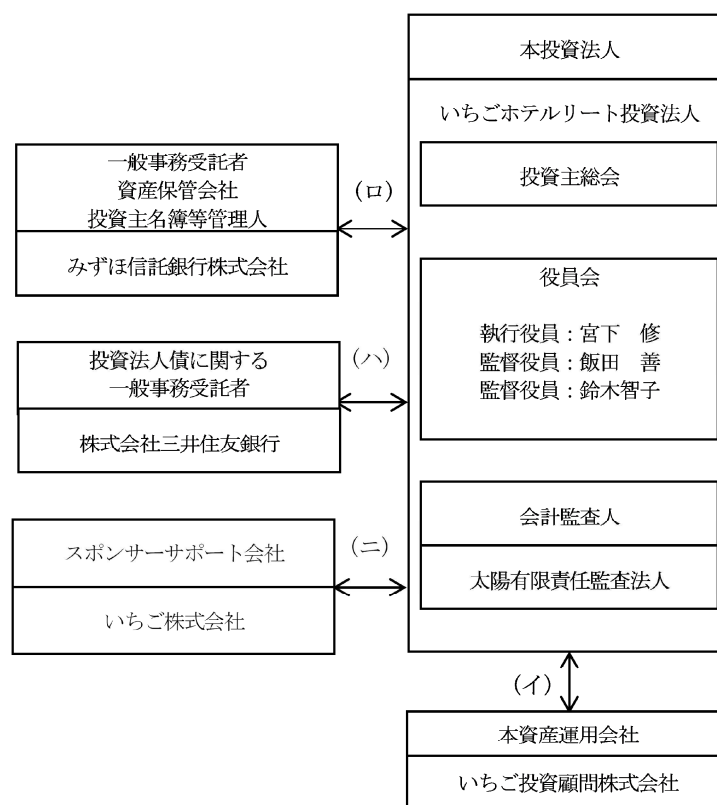 本投資法人
いちごホテルリート投資法人
投資主総会
役員会
執行役員：宮下　修
監督役員：飯田　善
監督役員：鈴木智子
会計監査人
太陽有限責任監査法人
一般事務受託者
資産保管会社
投資主名簿等管理人
みずほ信託銀行株式会社
(ロ)
投資法人債に関する
一般事務受託者
株式会社三井住友銀行
(ハ)
スポンサーサポート会社
いちご株式会社
(ニ)
(イ)
本資産運用会社
いちご投資顧問株式会社